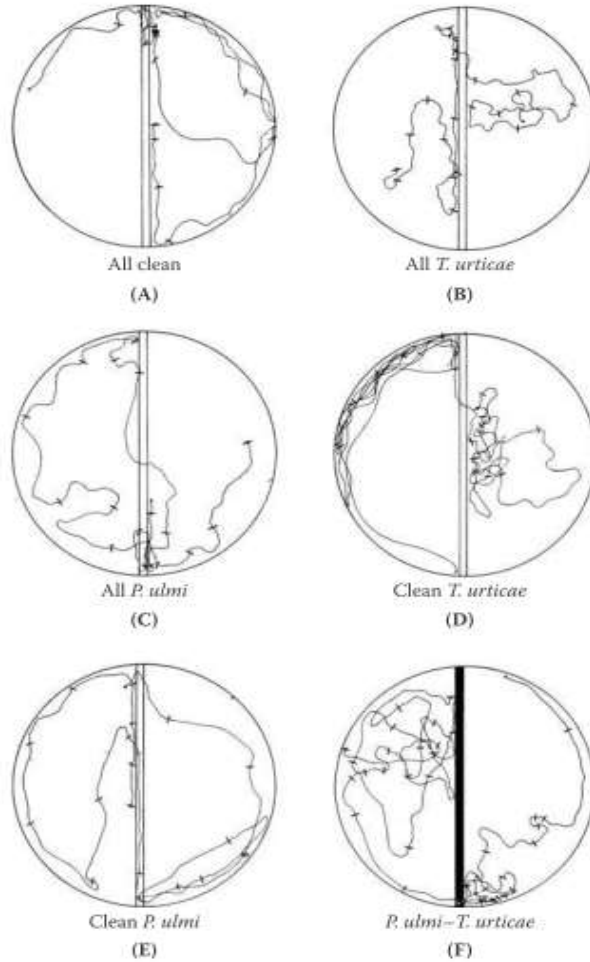 All clean
(A)
All T. urticae
(B)
All P. ulmi
(C)
Clean T. urticae
(D)
Clean P. ulmi
(E)
P. ulmi–T. urticae
(F)